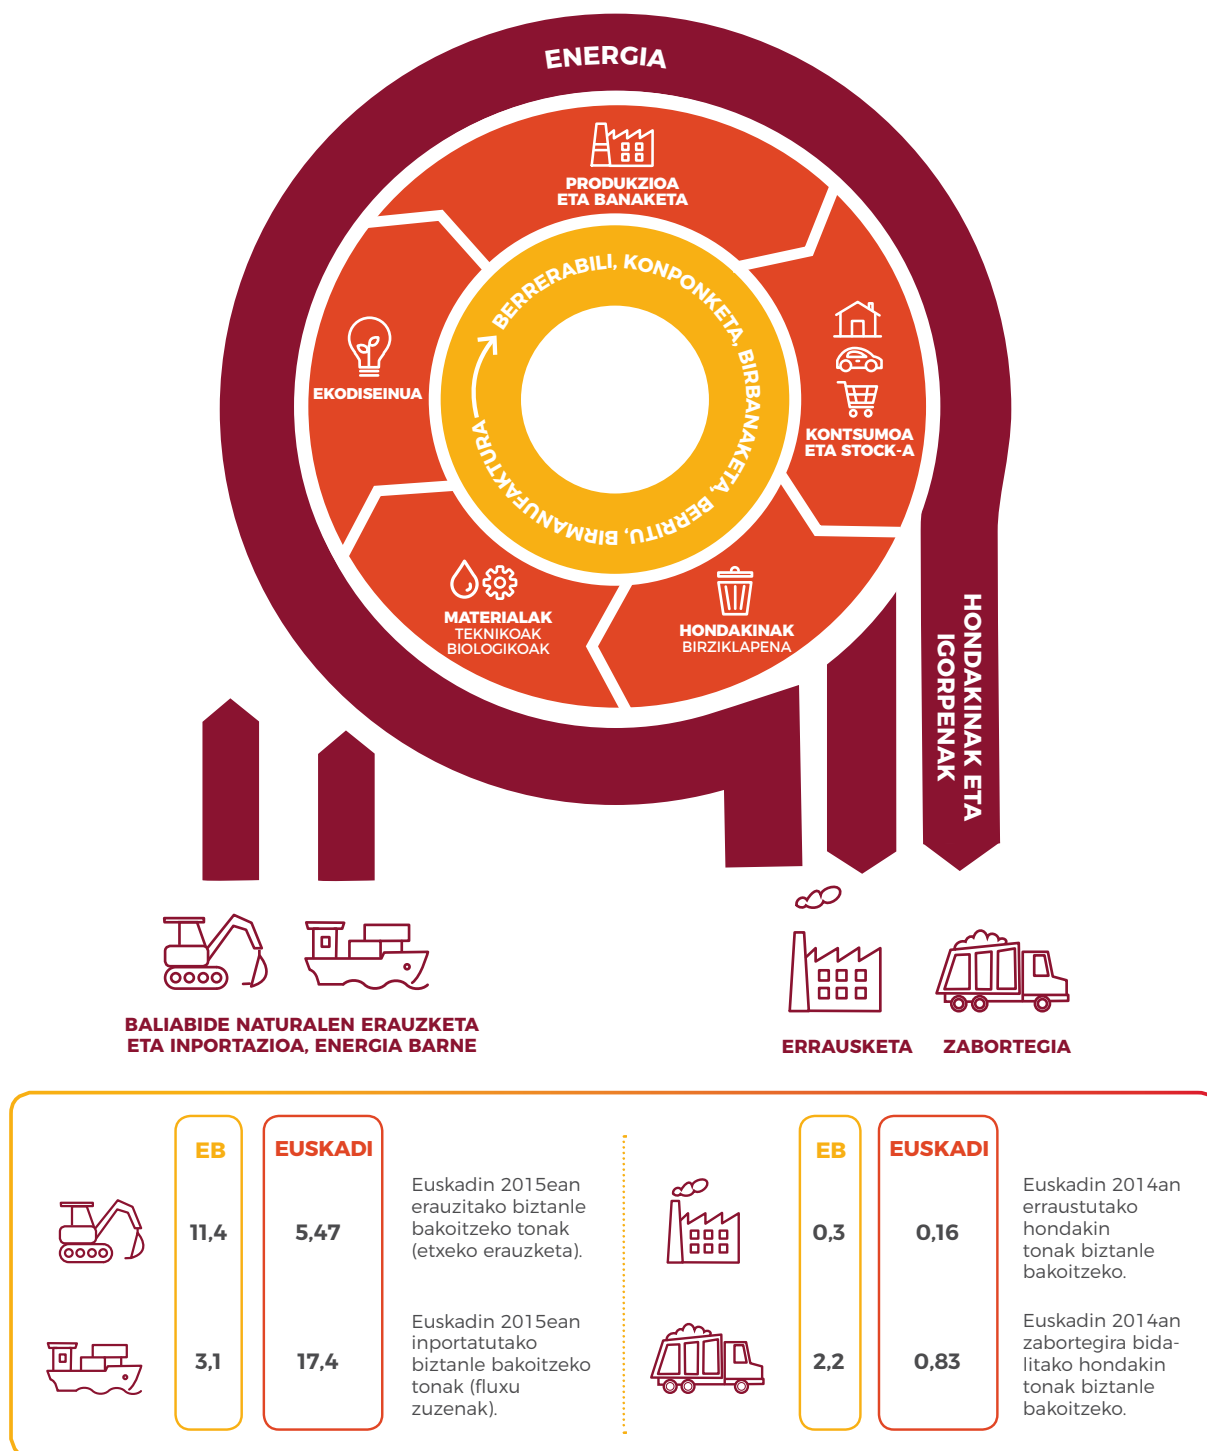 ENERGIA
PRODUKZIOA
ETA BANAKETA
BERRERABILI, KONPONKETA, BIRBANAKETA, BERRITU, BIRMANUFAKTURA
EKODISEINUA
KONTSUMOA
ETA STOCK-A
MATERIALAK
TEKNIKOAK
BIOLOGIKOAK
HONDAKINAK
BIRZIKLAPENA
HONDAKINAK ETA
IGORPENAK
BALIABIDE NATURALEN ERAUZKETA
ETA INPORTAZIOA, ENERGIA BARNE
ERRAUSKETA
ZABORTEGIA
EB
EUSKADI
11,4
5,47
Euskadin 2015ean
erauzitako biztanle
bakoitzeko tonak
(etxeko erauzketa).
3,1
17,4
Euskadin 2015ean
inportatutako
biztanle bakoitzeko
tonak (fluxu
zuzenak).
EB
EUSKADI
0,3
0,16
Euskadin 2014an
erraustutako
hondakin
tonak biztanle
bakoitzeko.
2,2
0,83
Euskadin 2014an
zabortegira bida-
litako hondakin
tonak biztanle
bakoitzeko.